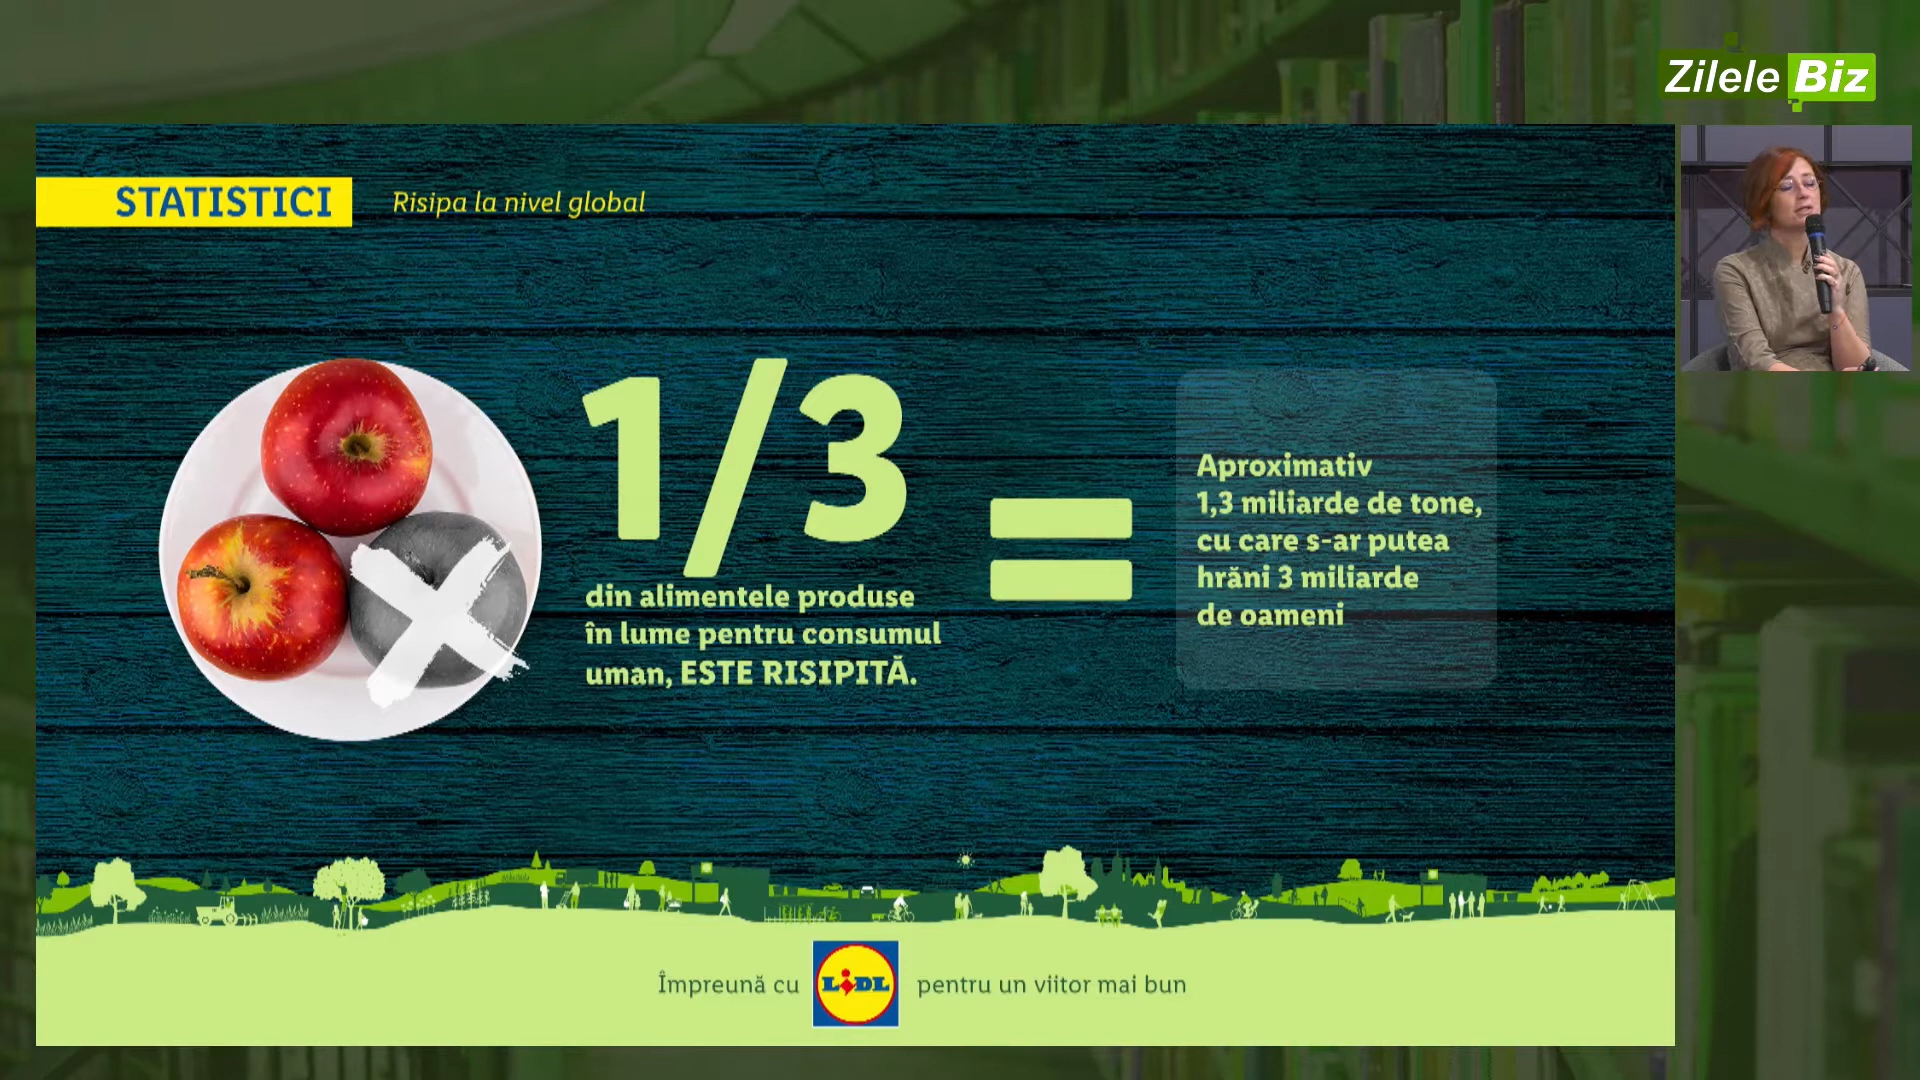 Zilele Biz
STATISTICI
Risipa la nivel global
1/3
din alimentele produse
în lume pentru consumul
uman, ESTE RISIPITĂ.
=
Aproximativ
1,3 miliarde de tone,
cu care s-ar putea
hrăni 3 miliarde
de oameni
Împreună cu LIDL pentru un viitor mai bun